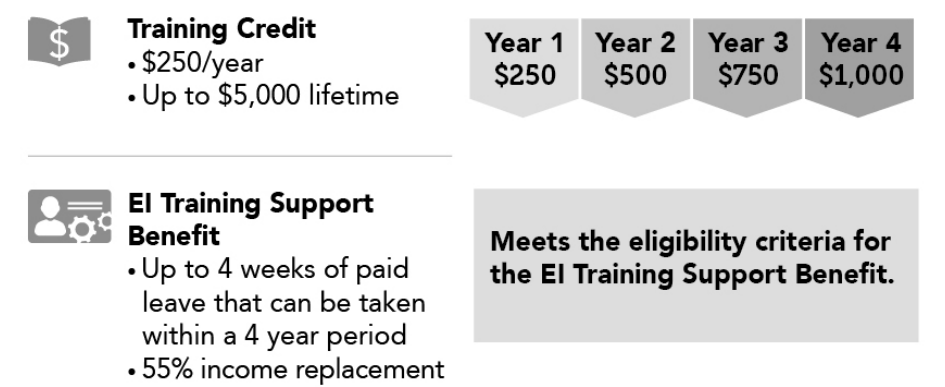 $
Training Credit
• $250/year
• Up to $5,000 lifetime
Year 1
$250
Year 2
$500
Year 3
$750
Year 4
$1,000
EI Training Support
Benefit
• Up to 4 weeks of paid
leave that can be taken
within a 4 year period
• 55% income replacement
Meets the eligibility criteria for
the EI Training Support Benefit.